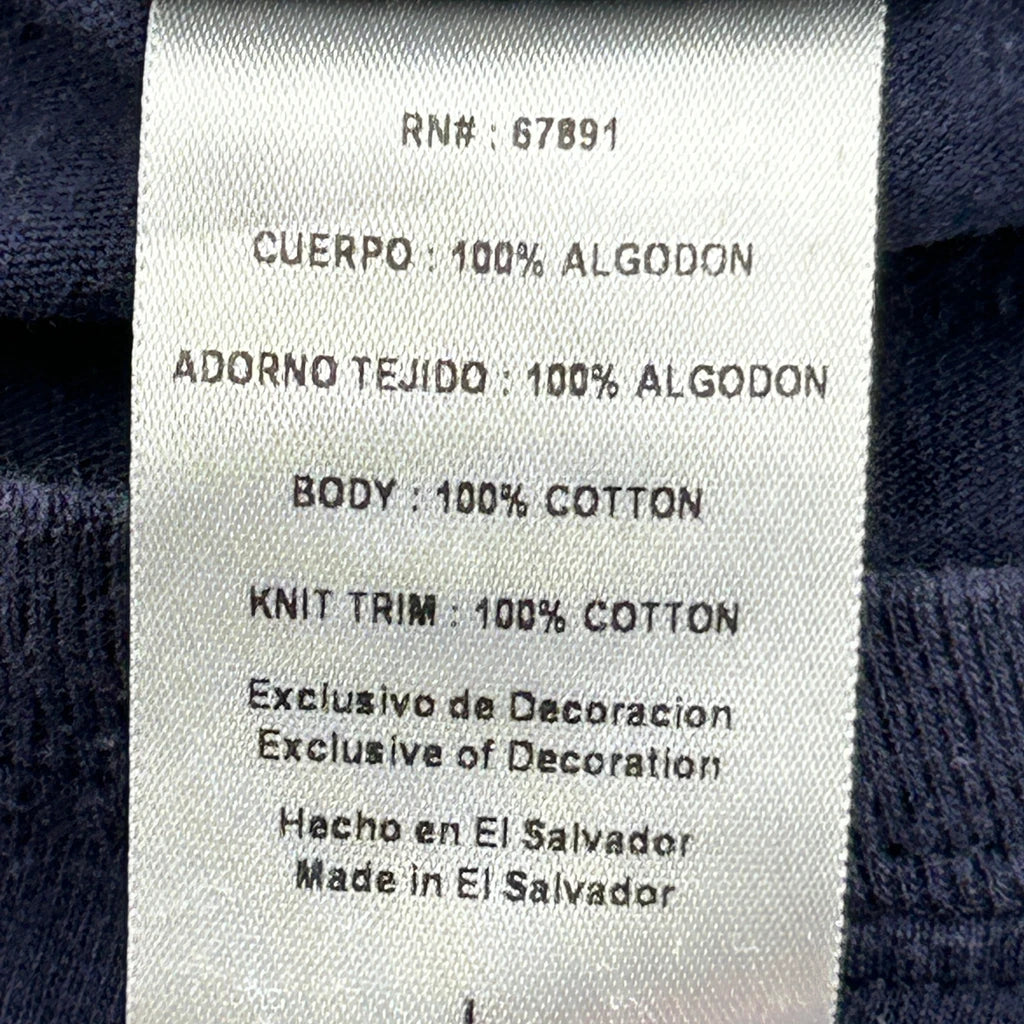 RN# : 67891
CUERPO : 100% ALGODON
ADORNO TEJIDO : 100% ALGODON
BODY : 100% COTTON
KNIT TRIM : 100% COTTON
Exclusivo de Decoracion
Exclusive of Decoration
Hecho en El Salvador
Made in El Salvador